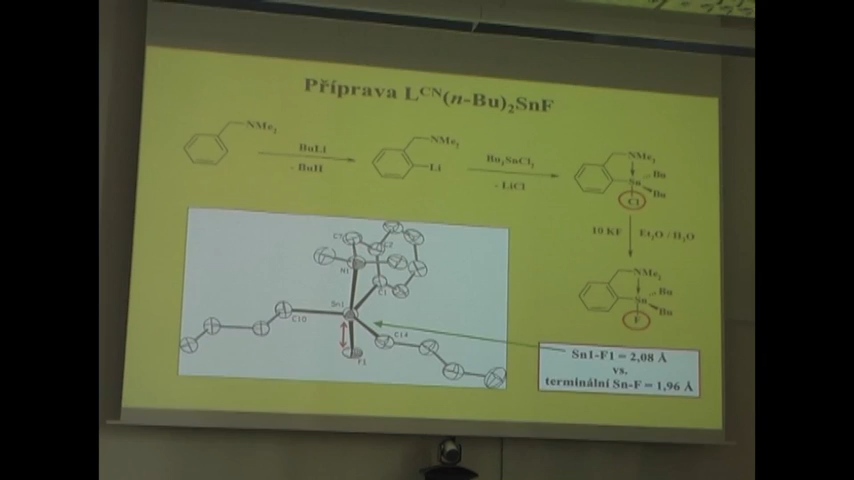 Příprava Lᶜᴺ(n-Bu)₂SnF
NMe₂
BuLi
- BuH
NMe₂
Li
Bu₂SnCl₂
- LiCl
NMe₂
Sn
Bu
Bu
Cl
10 KF
Et₂O / H₂O
NMe₂
Sn
Bu
Bu
F
C2
N1
C1
Sn1
C10
C14
F1
Sn1-F1 = 2,08 Å
vs.
terminální Sn-F = 1,96 Å